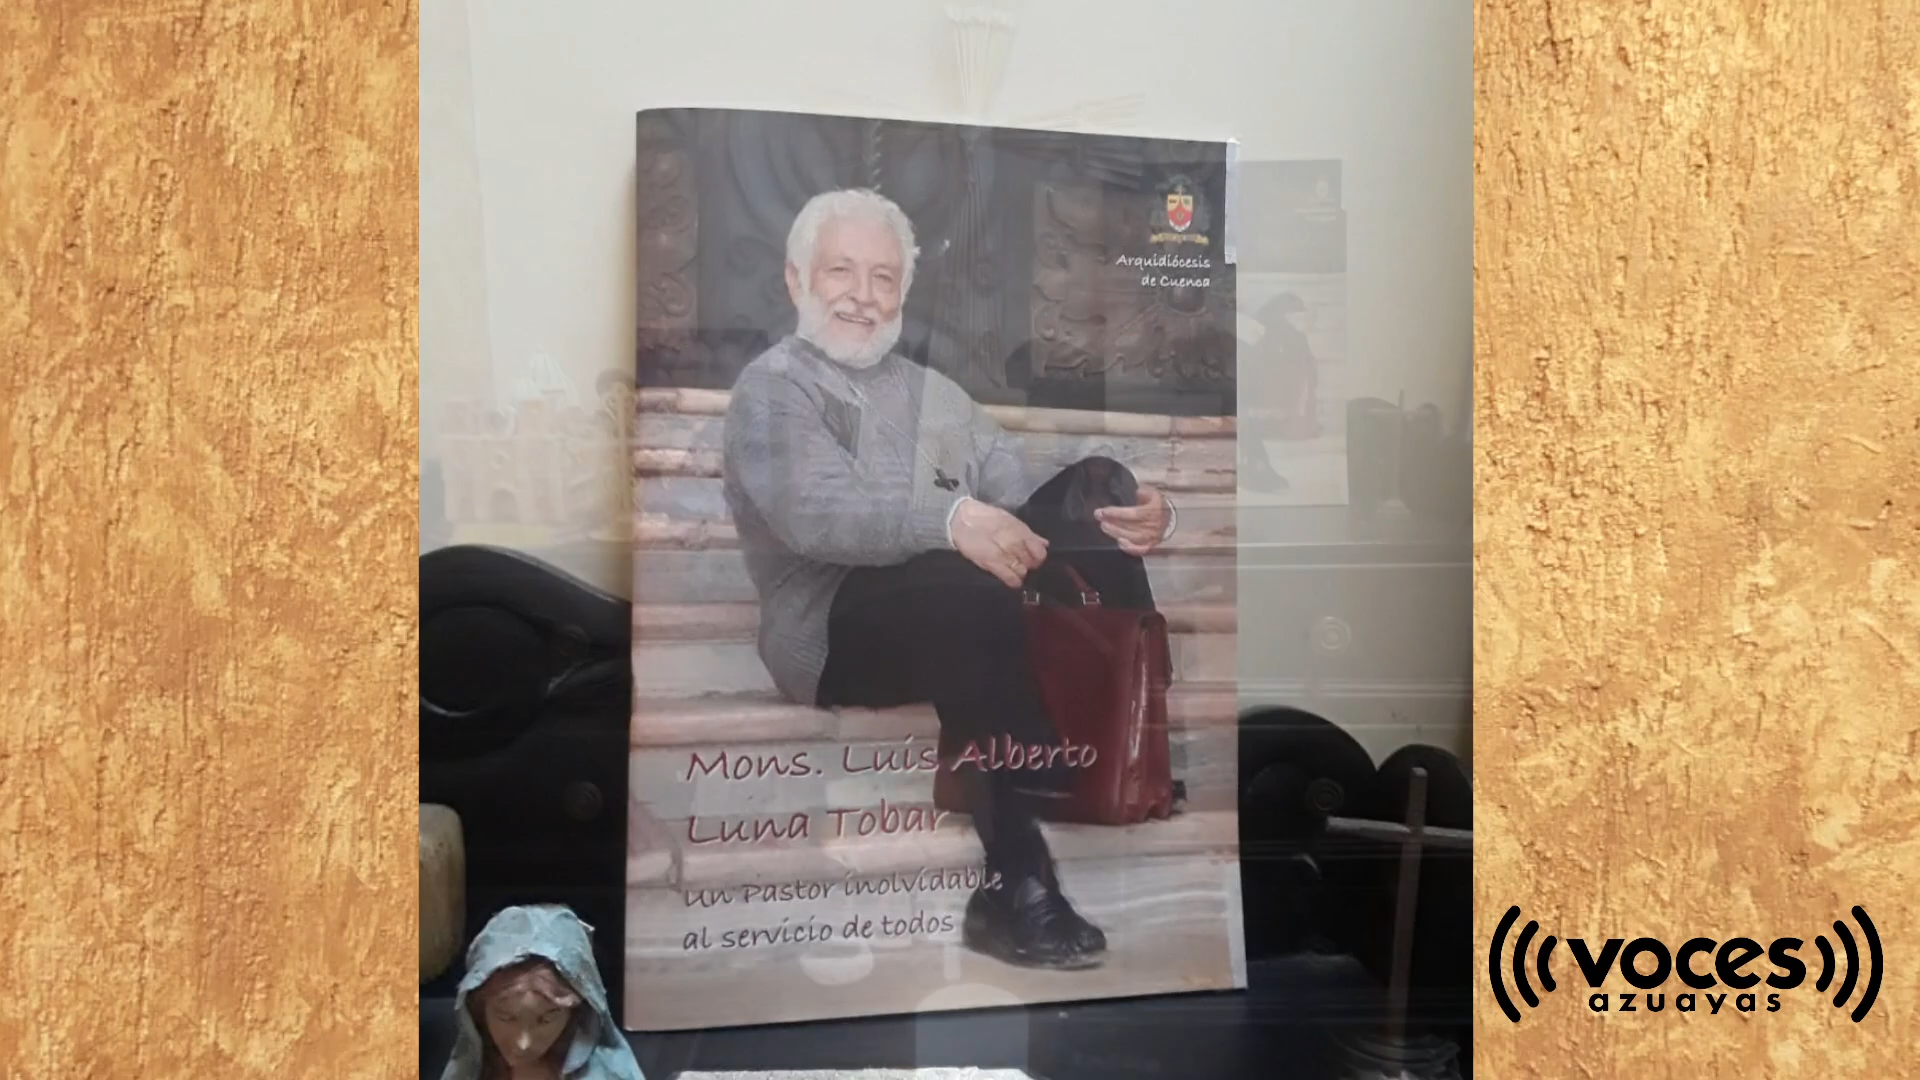 Arquidiócesis
de Cuenca
Mons. Luis Alberto
Luna Tobar
un Pastor inolvidable
al servicio de todos
voces
azuayas